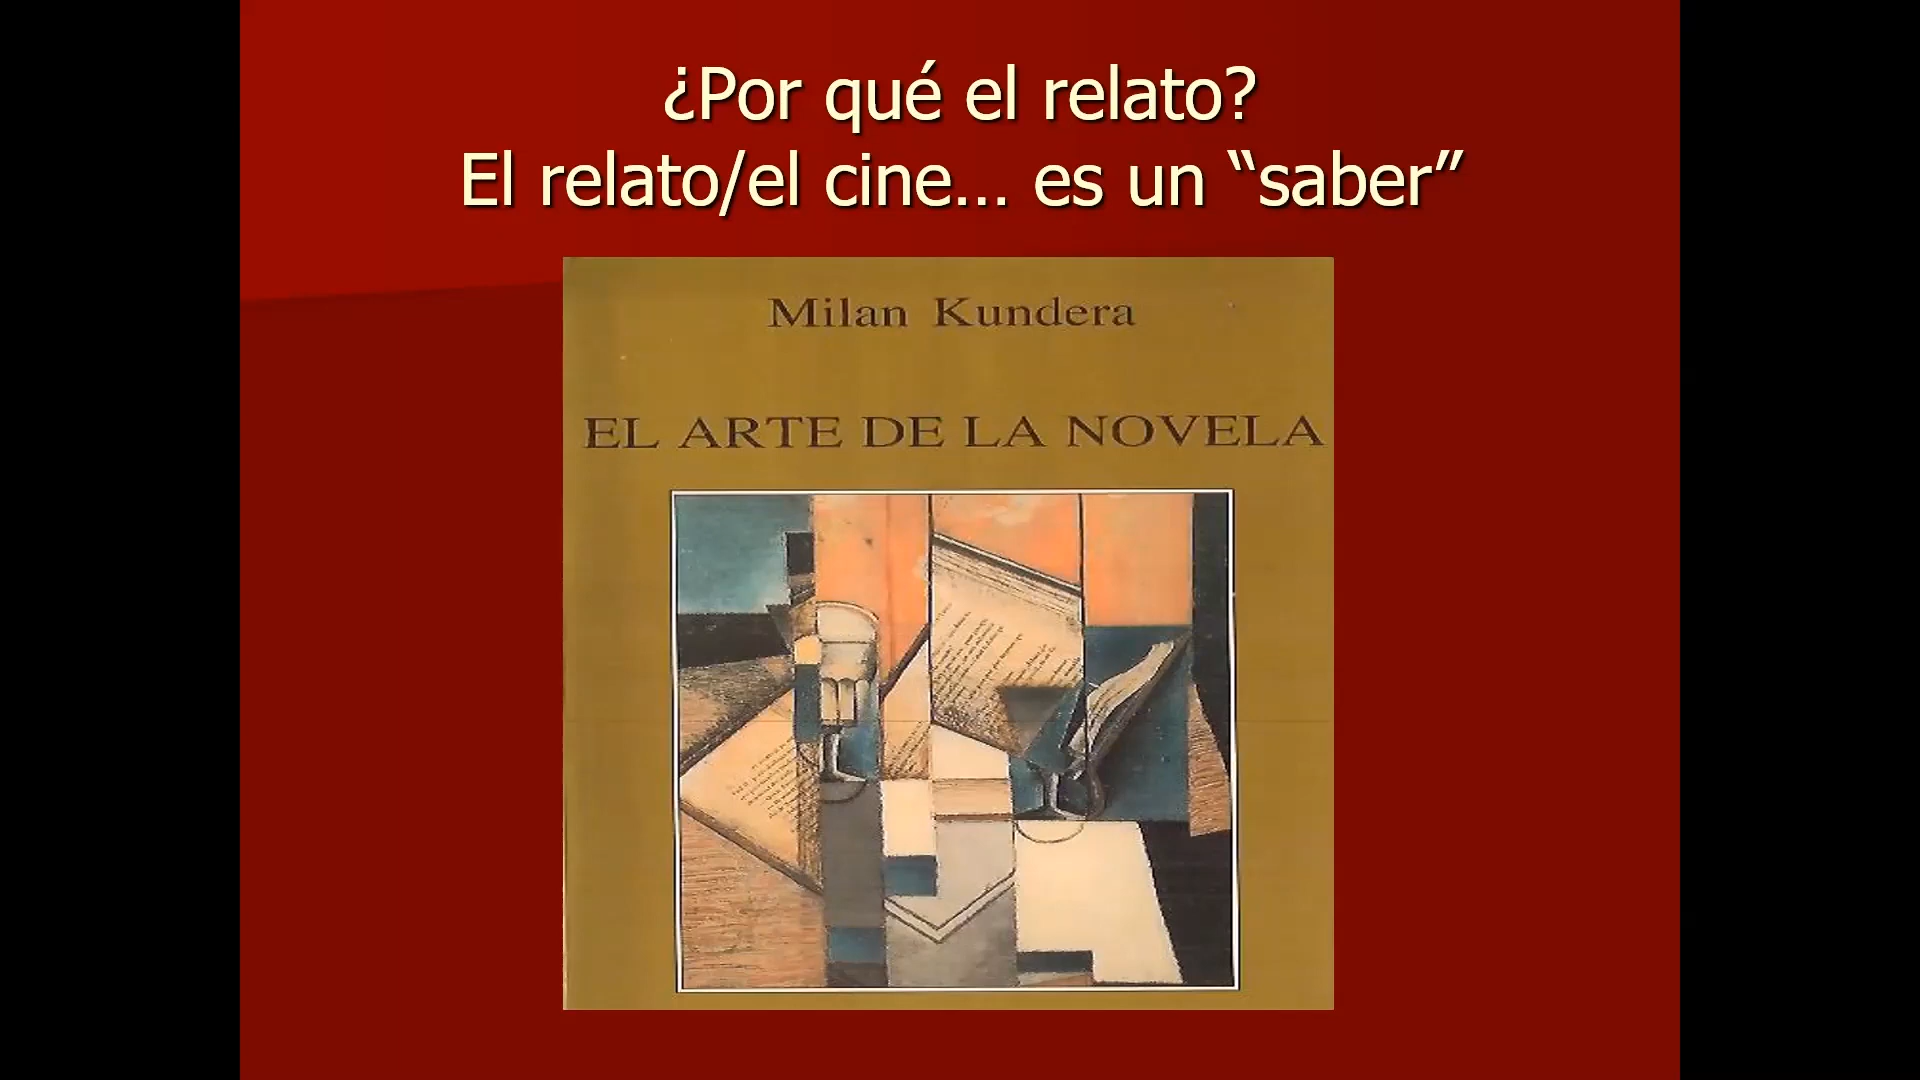 ¿Por qué el relato?
El relato/el cine... es un “saber”
Milan Kundera
EL ARTE DE LA NOVELA